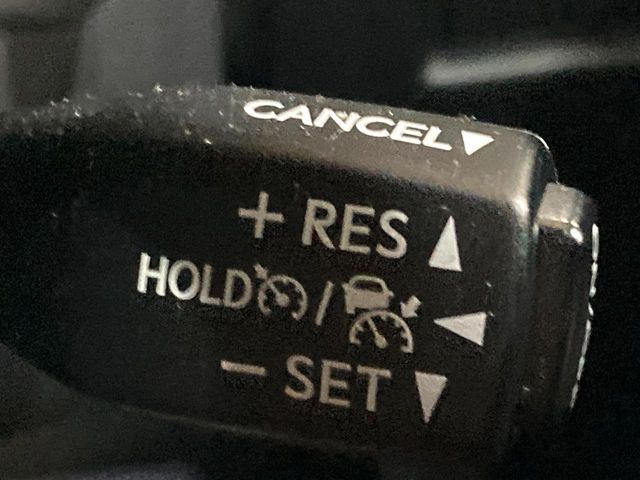 CANCEL
+ RES
HOLD /
- SET